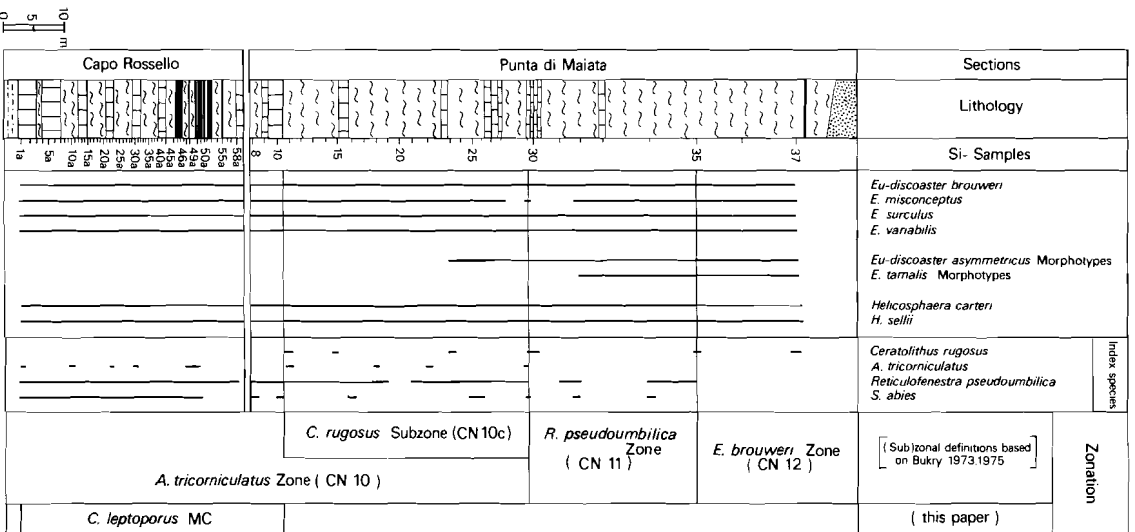 0 5 10 m
Capo Rossello
Punta di Maiata
Sections
Lithology
1a 5a 10a 15a 20a 25a 30a 35a 40a 45a 46a 49a 50a 55a 58a
8 10 15 20 25 30 35 37
Si- Samples
Eu-discoaster brouweri
E. misconceptus
E surculus
E. variabilis
Eu-discoaster asymmetricus Morphotypes
E. tamalis Morphotypes
Helicosphaera carteri
H. sellii
Ceratolithus rugosus
A. tricorniculatus
Reticulofenestra pseudoumbilica
S. abies
Index species
C. rugosus Subzone (CN 10c)
R. pseudoumbilica Zone
( CN 11 )
E. brouweri Zone
( CN 12 )
[ (Sub)zonal definitions based
on Bukry 1973.1975 ]
Zonation
A. tricorniculatus Zone ( CN 10 )
C. leptoporus MC
( this paper )